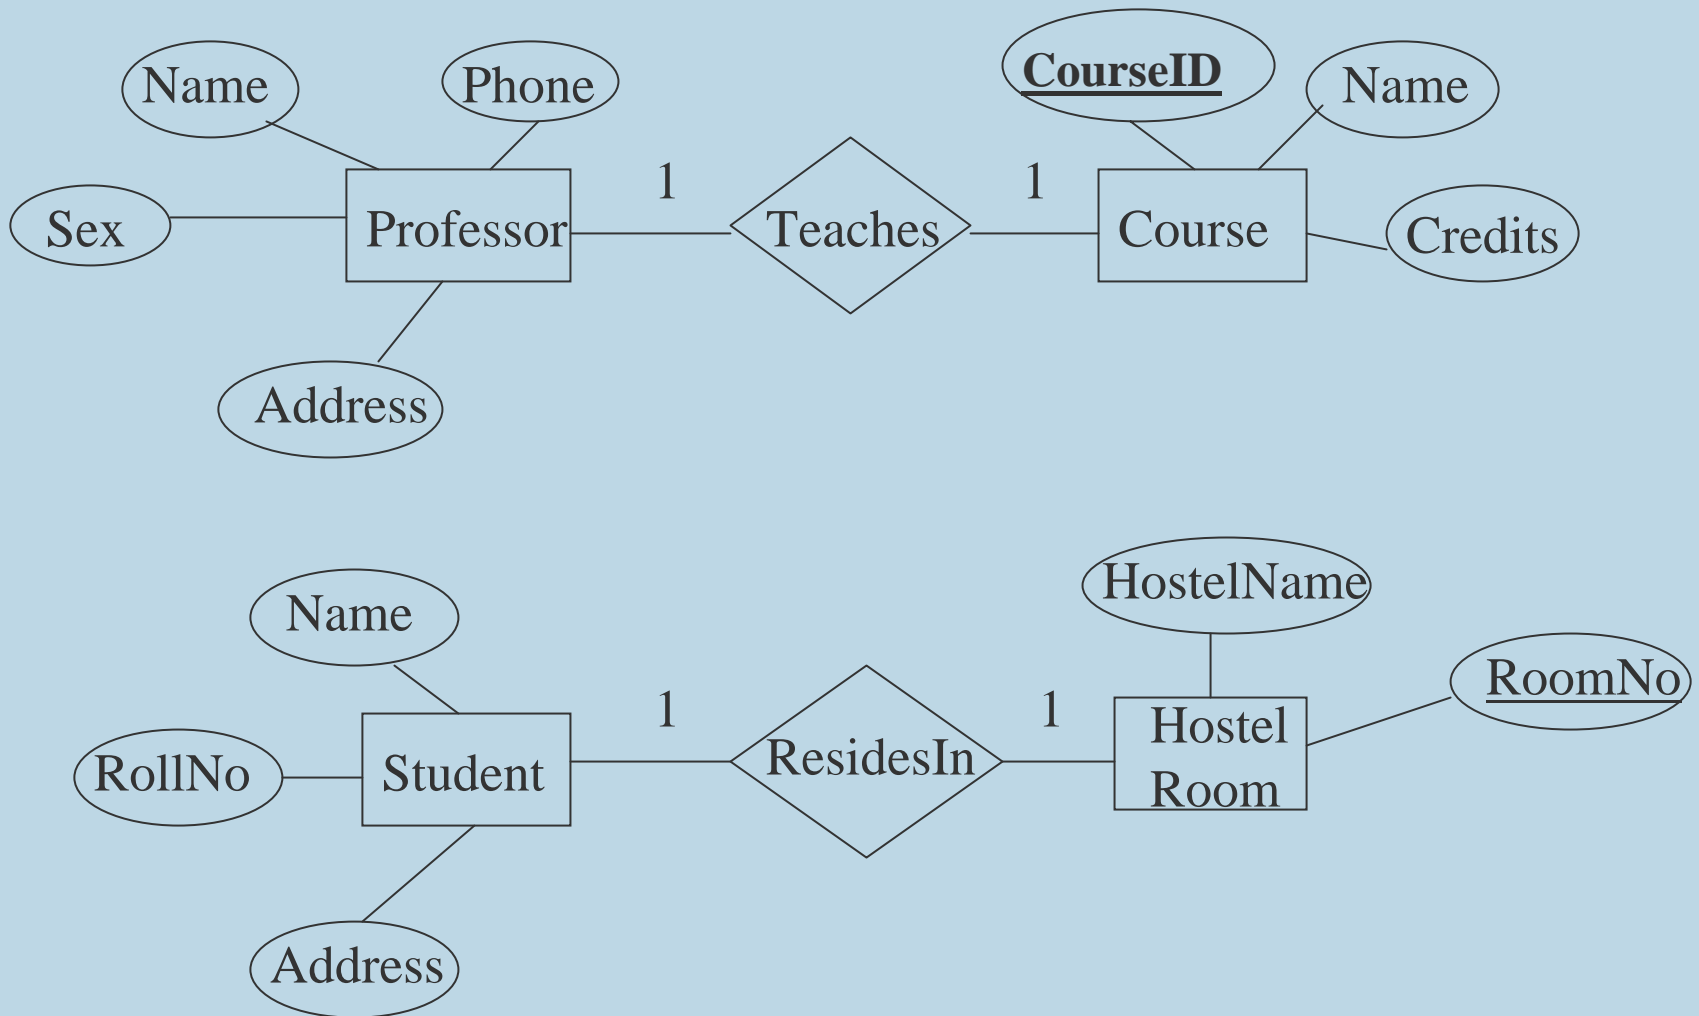 CourseID
Name
Phone
Name
1
1
Sex
Professor
Teaches
Course
Credits
Address
HostelName
Name
RoomNo
1
1
Hostel
RollNo
Student
ResidesIn
Room
Address